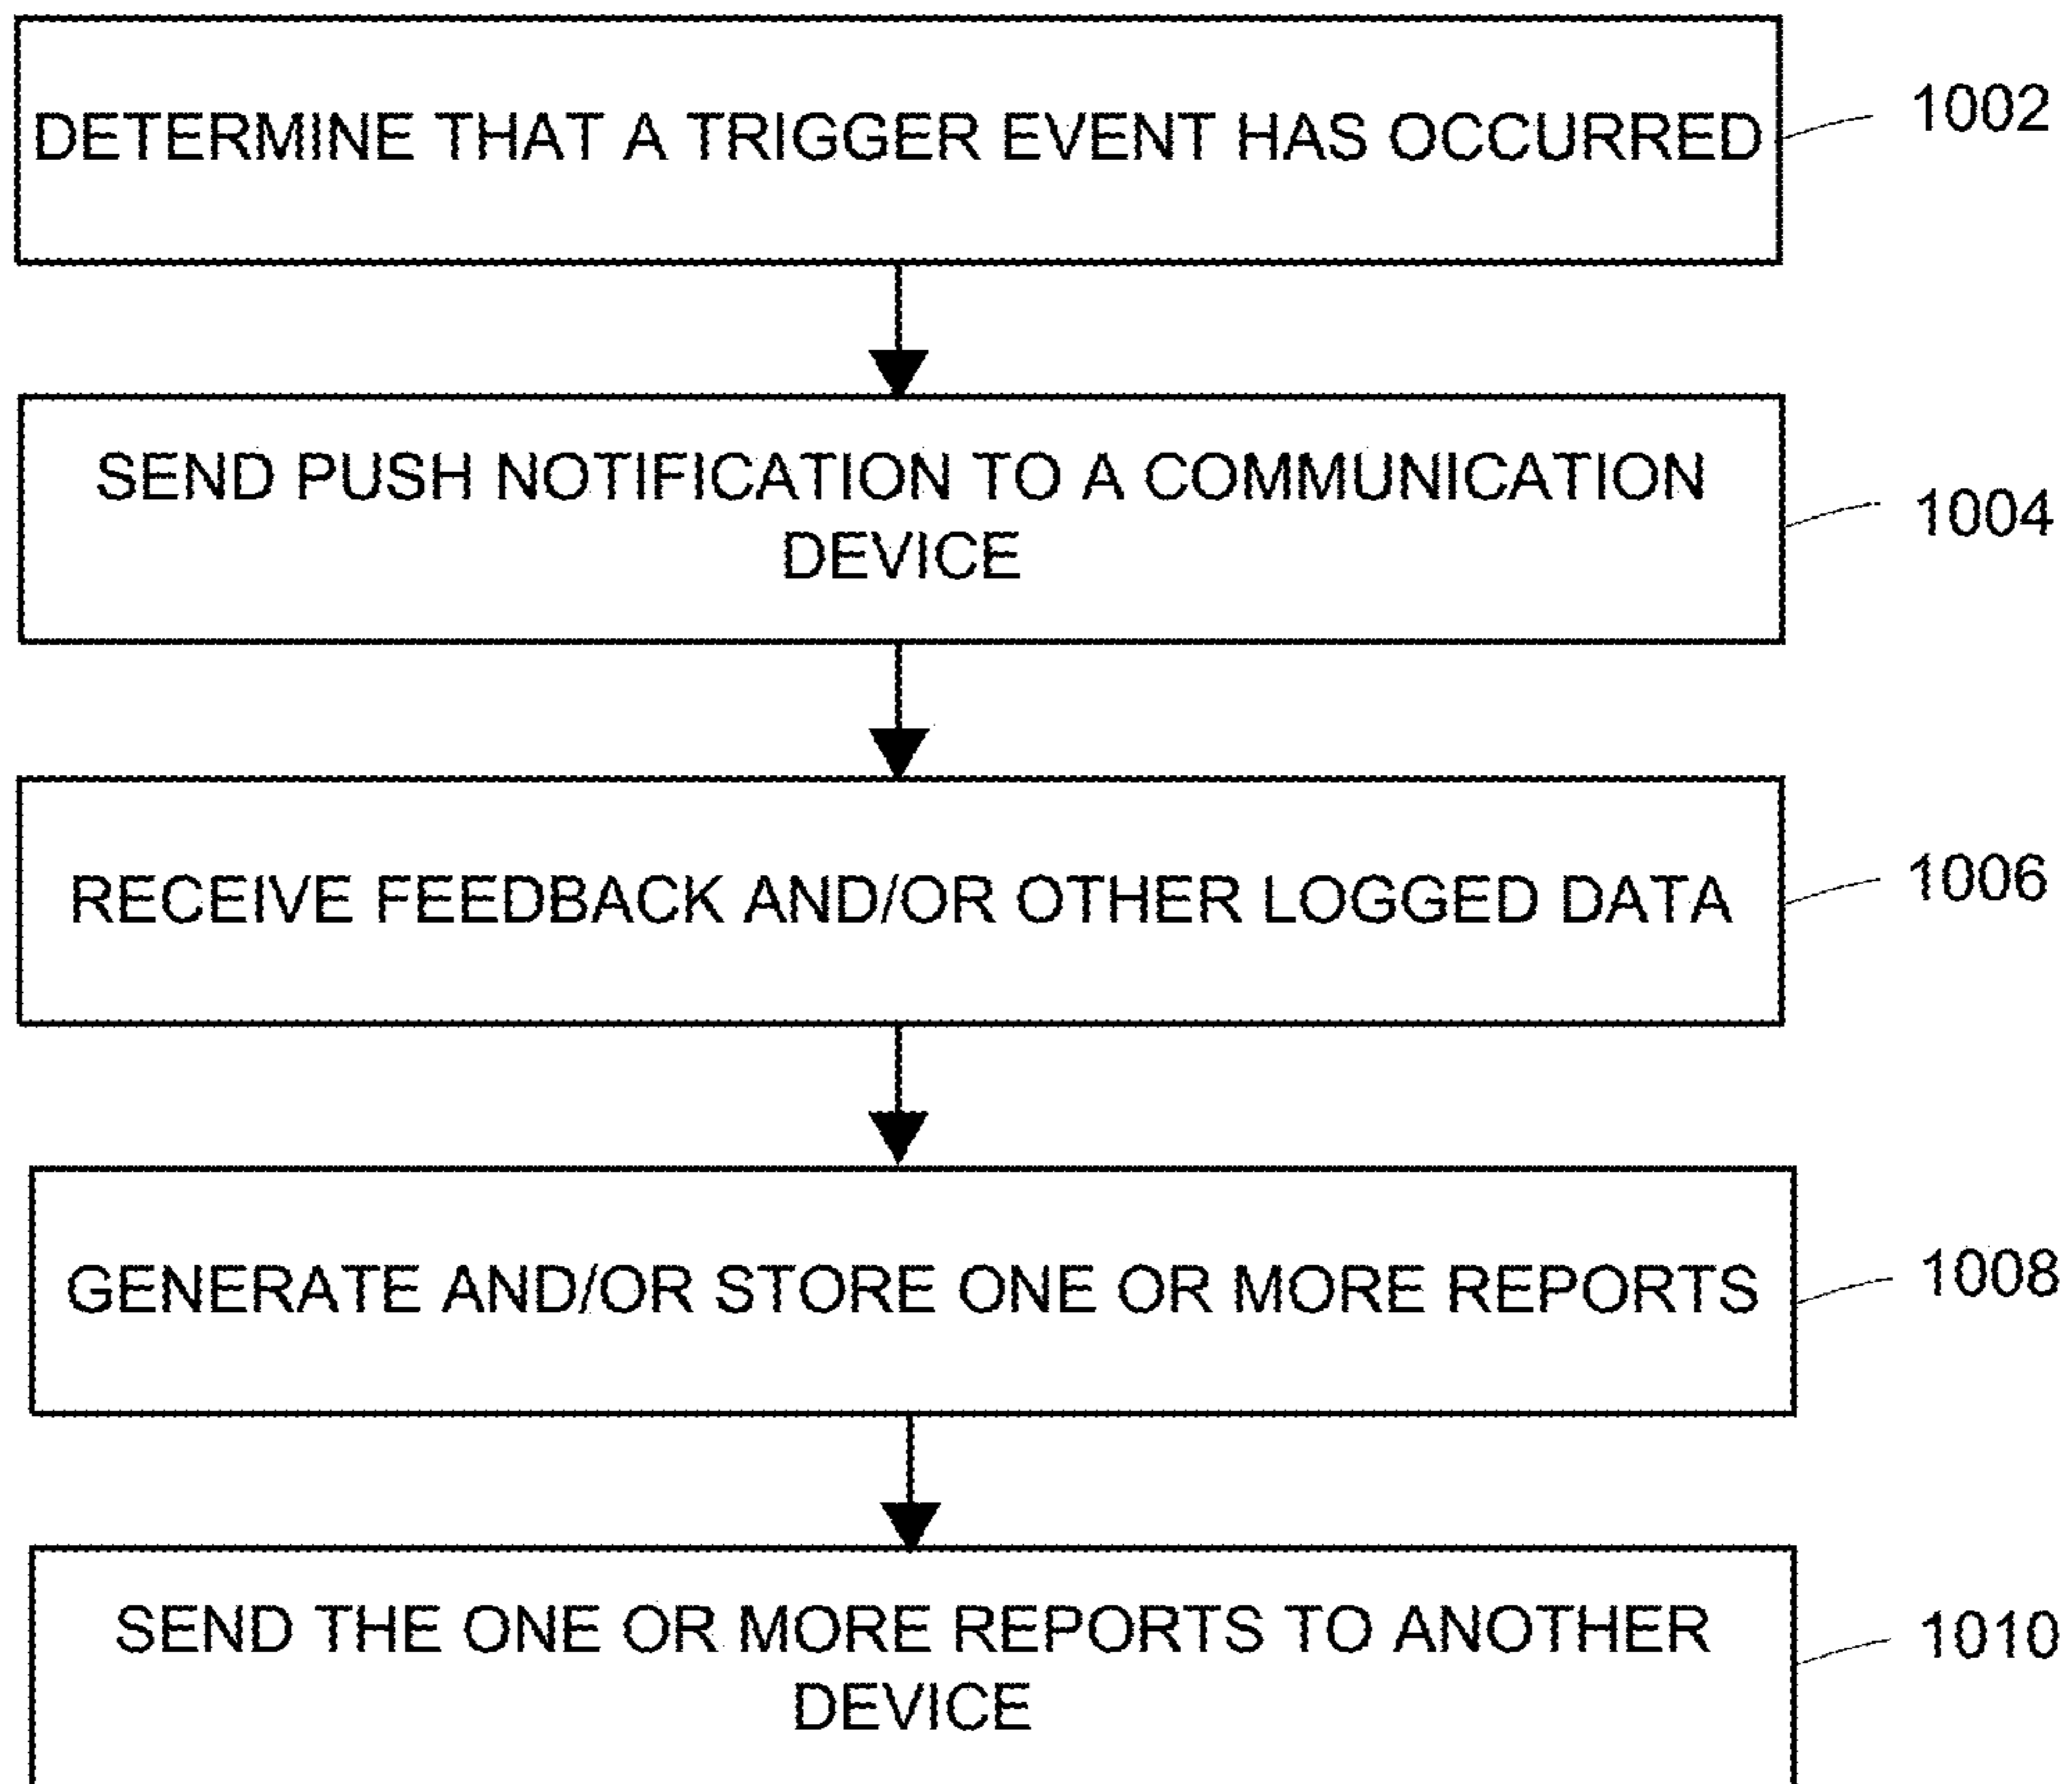 DETERMINE THAT A TRIGGER EVENT HAS OCCURRED
1002
SEND PUSH NOTIFICATION TO A COMMUNICATION
DEVICE
1004
RECEIVE FEEDBACK AND/OR OTHER LOGGED DATA
1006
GENERATE AND/OR STORE ONE OR MORE REPORTS
1008
SEND THE ONE OR MORE REPORTS TO ANOTHER
DEVICE
1010